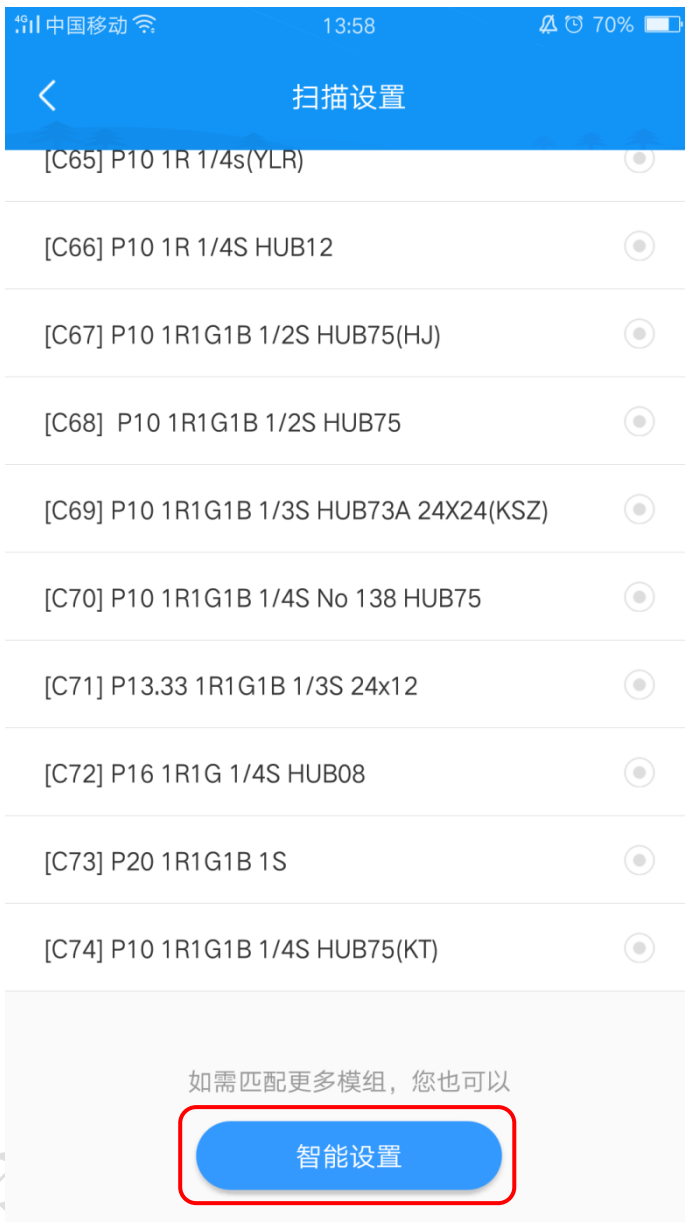 4G 中国移动 13:58 70%
扫描设置
[C65] P10 1R 1/4s(YLR)
[C66] P10 1R 1/4S HUB12
[C67] P10 1R1G1B 1/2S HUB75(HJ)
[C68]  P10 1R1G1B 1/2S HUB75
[C69] P10 1R1G1B 1/3S HUB73A 24X24(KSZ)
[C70] P10 1R1G1B 1/4S No 138 HUB75
[C71] P13.33 1R1G1B 1/3S 24x12
[C72] P16 1R1G 1/4S HUB08
[C73] P20 1R1G1B 1S
[C74] P10 1R1G1B 1/4S HUB75(KT)
如需匹配更多模组，您也可以
智能设置